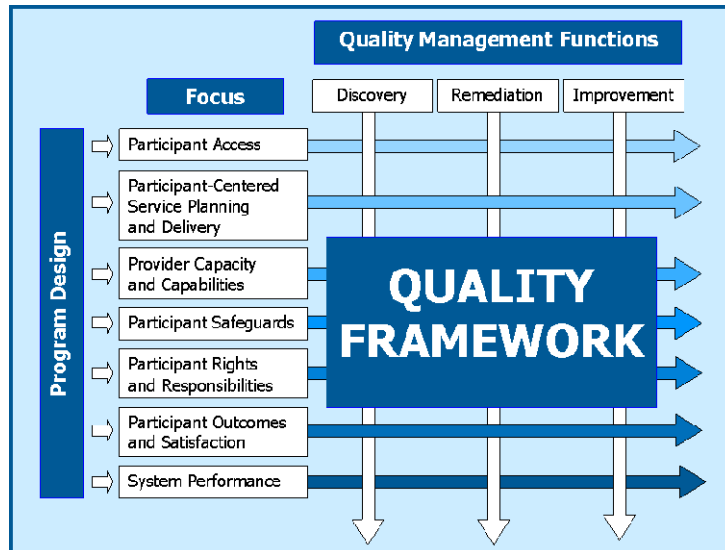 Quality Management Functions
Focus
Discovery
Remediation
Improvement
Program Design
Participant Access
Participant-Centered
Service Planning
and Delivery
Provider Capacity
and Capabilities
Participant Safeguards
Participant Rights
and Responsibilities
Participant Outcomes
and Satisfaction
System Performance
QUALITY
FRAMEWORK